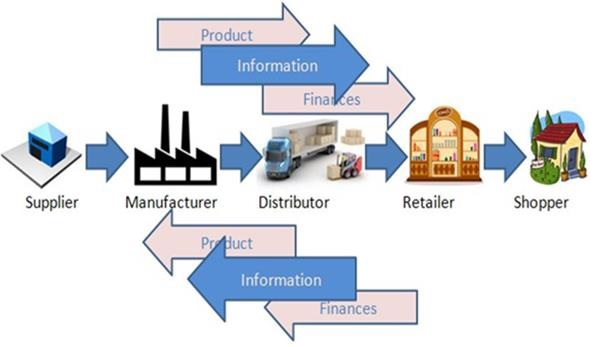 Product
Information
Finances
Supplier
Manufacturer
Distributor
Retailer
Shopper
Product
Information
Finances